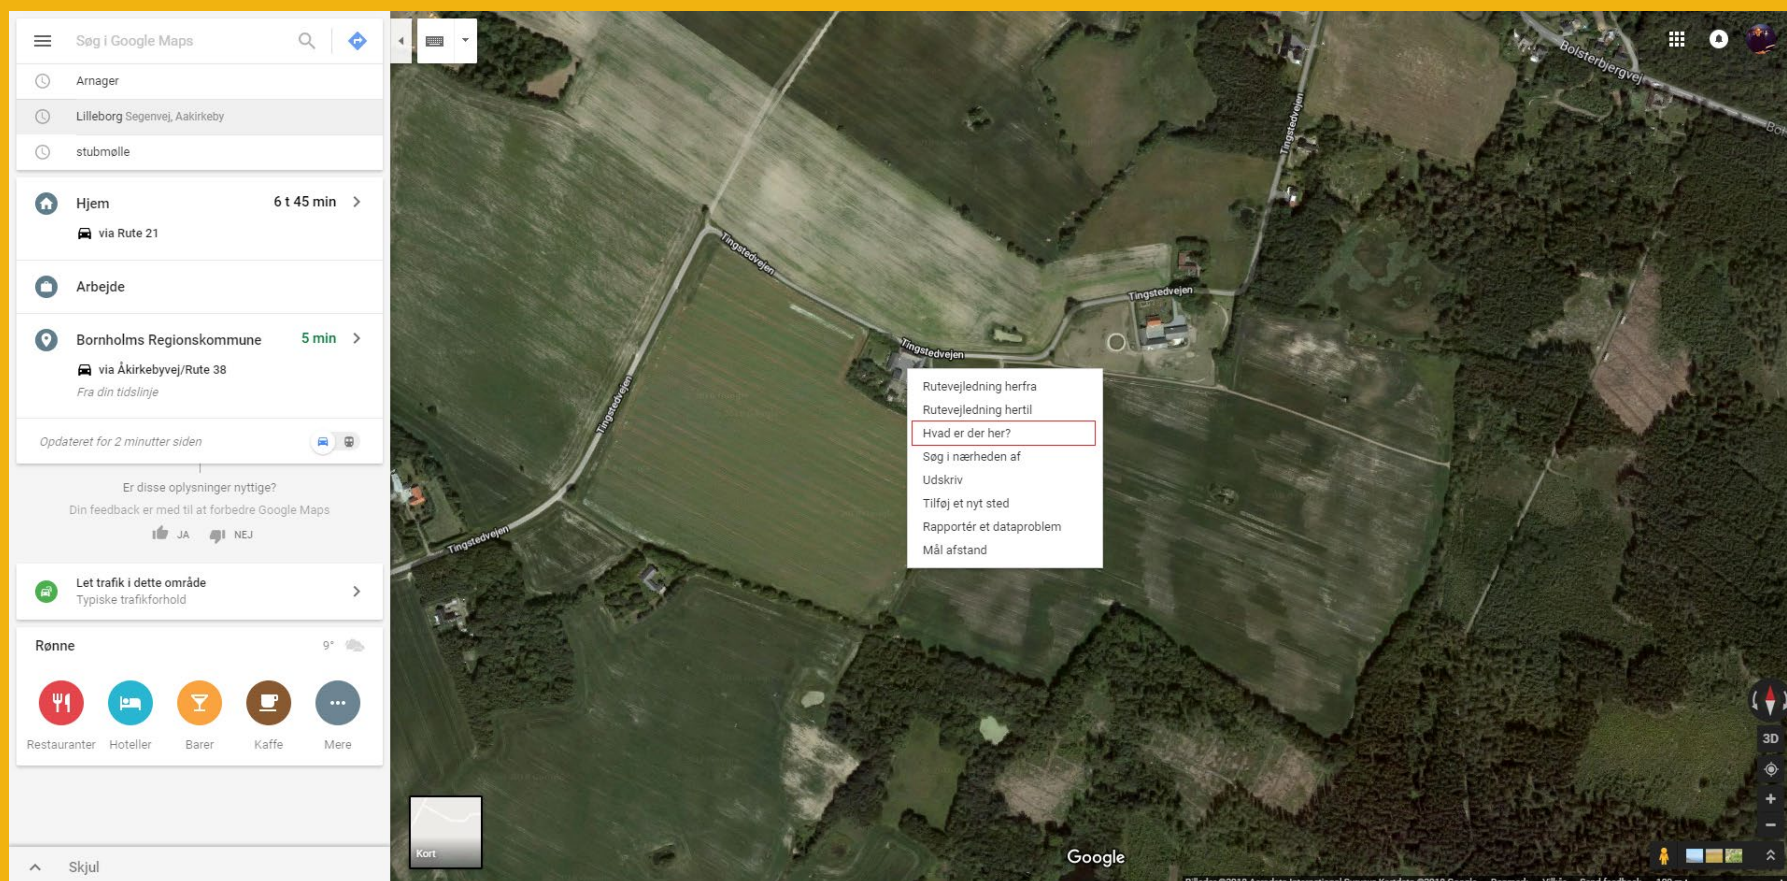 Søg i Google Maps
Arnager
Lilleborg Segenvej, Aakirkeby
stubmølle
Hjem 6 t 45 min
via Rute 21
Arbejde
Bornholms Regionskommune 5 min
via Åkirkebyvej/Rute 38
Fra din tidslinje
Opdateret for 2 minutter siden
Er disse oplysninger nyttige?
Din feedback er med til at forbedre Google Maps
JA NEJ
Let trafik i dette område
Typiske trafikforhold
Rønne 9°
Restauranter Hoteller Barer Kaffe Mere
Skjul
Bolsterbjergvej
Tingstedvejen
Tingstedvejen
Tingstedvejen
Tingstedvejen
Tingstedvejen
Tingstedvejen
Rutevejledning herfra
Rutevejledning hertil
Hvad er der her?
Søg i nærheden af
Udskriv
Tilføj et nyt sted
Rapportér et dataproblem
Mål afstand
Kort
Google
3D